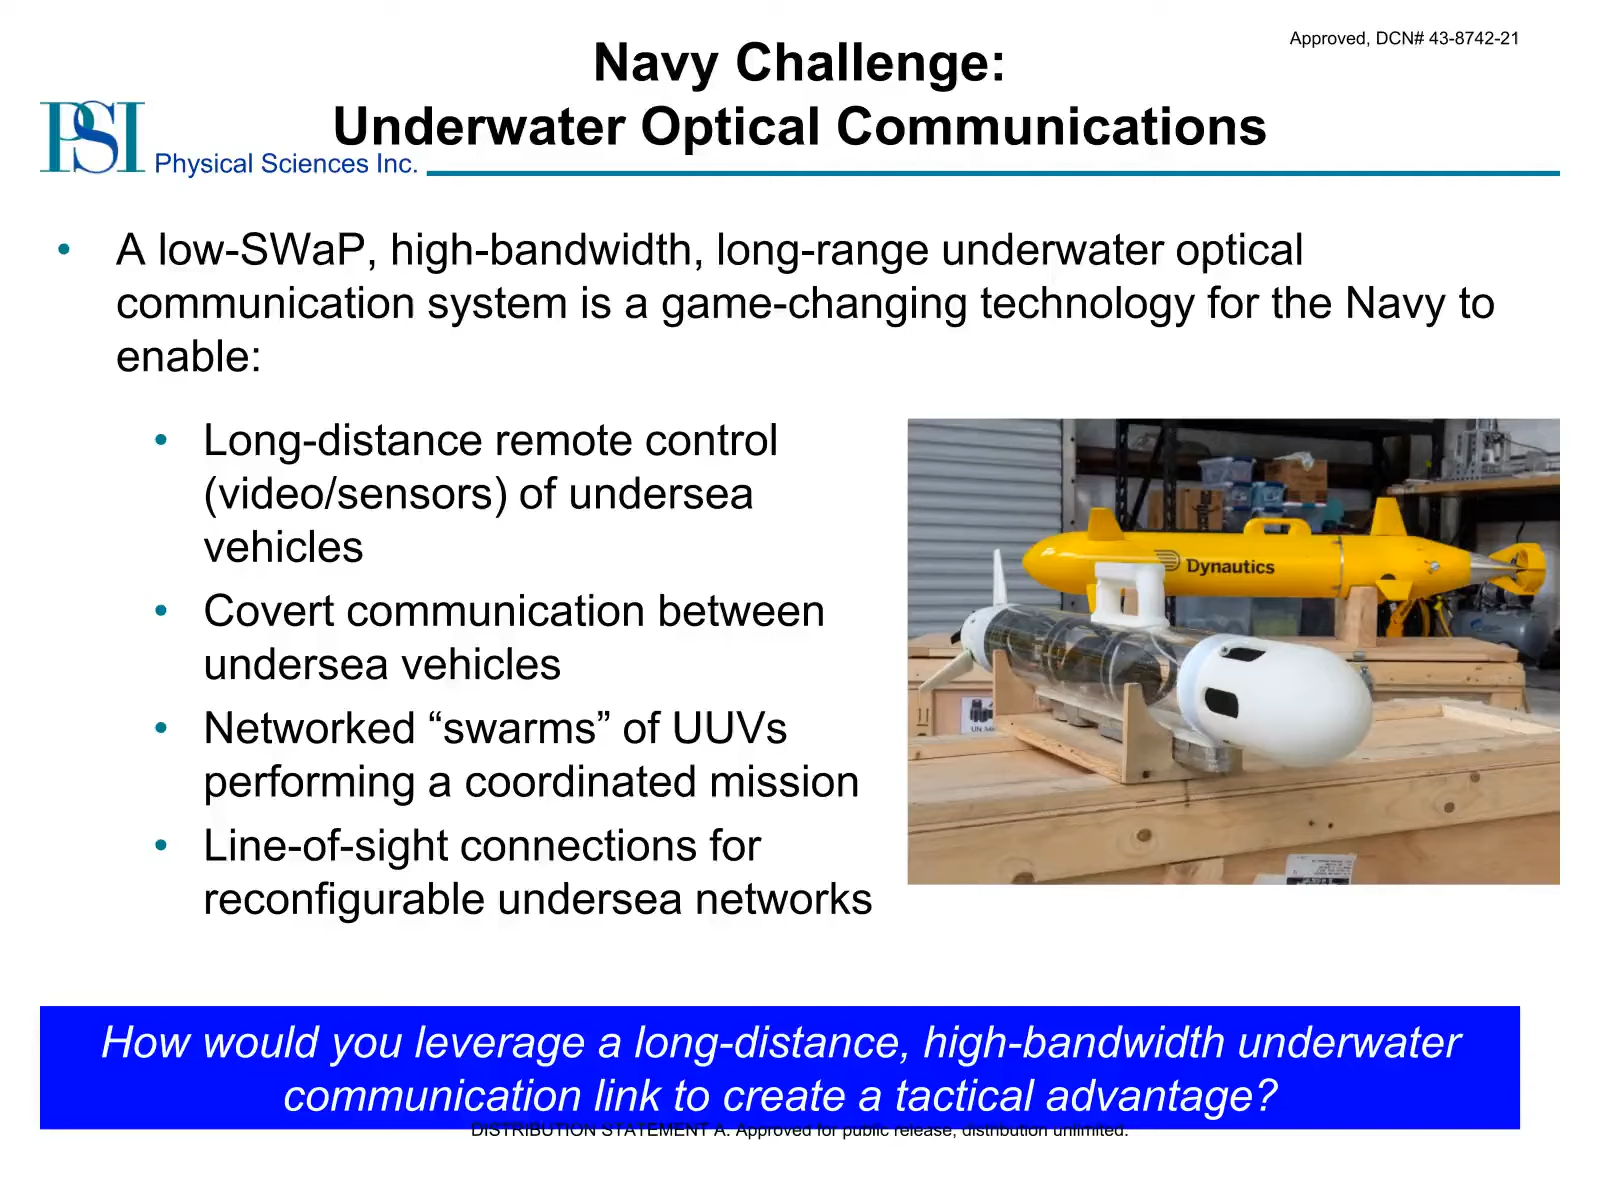 Approved, DCN# 43-8742-21
Navy Challenge:
Underwater Optical Communications
PSI
Physical Sciences Inc.
• A low-SWaP, high-bandwidth, long-range underwater optical
communication system is a game-changing technology for the Navy to
enable:
• Long-distance remote control
(video/sensors) of undersea
vehicles
• Covert communication between
undersea vehicles
• Networked “swarms” of UUVs
performing a coordinated mission
• Line-of-sight connections for
reconfigurable undersea networks
Dynautics
How would you leverage a long-distance, high-bandwidth underwater
communication link to create a tactical advantage?
DISTRIBUTION STATEMENT A. Approved for public release, distribution unlimited.